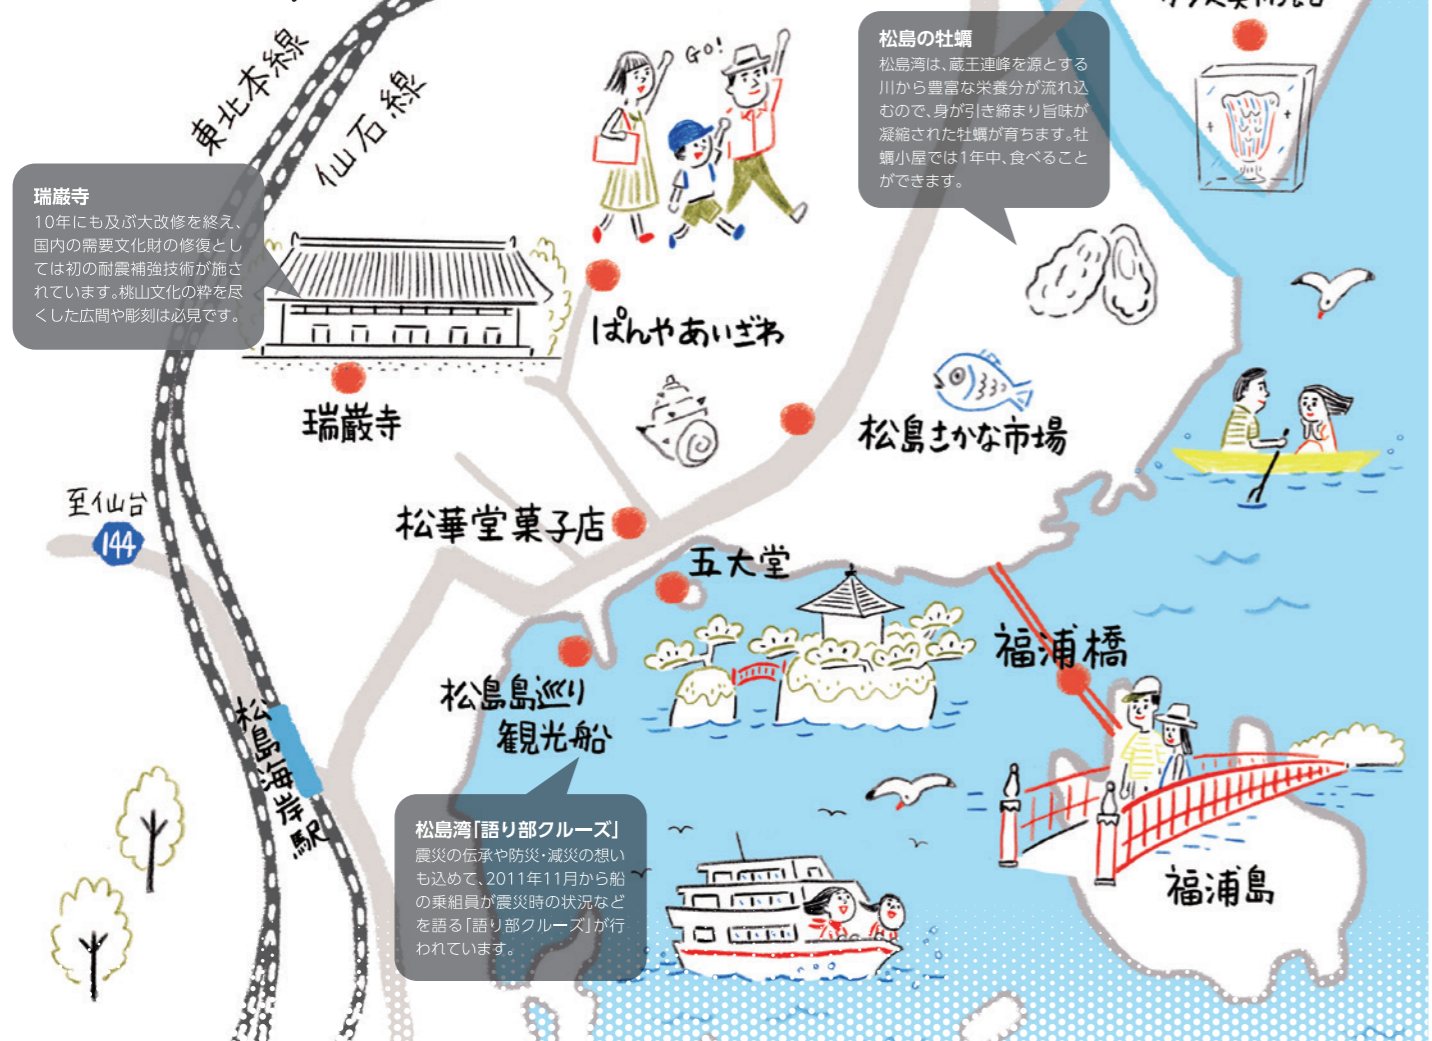 東北本線
仙石線
GO!
松島の牡蠣
松島湾は、蔵王連峰を源とする
川から豊富な栄養分が流れ込
むので、身が引き締まり旨味が
凝縮された牡蠣が育ちます。牡
蠣小屋では1年中、食べること
ができます。
瑞巌寺
10年にも及ぶ大改修を終え、
国内の需要文化財の修復とし
ては初の耐震補強技術が施さ
れています。桃山文化の粋を尽
くした広間や彫刻は必見です。
ぱんやあいざわ
瑞巌寺
松島さかな市場
至仙台
144
松華堂菓子店
五大堂
福浦橋
松島島巡り
観光船
松島海岸駅
松島湾「語り部クルーズ」
震災の伝承や防災・減災の想い
も込めて、2011年11月から船
の乗組員が震災時の状況など
を語る「語り部クルーズ」が行
われています。
福浦島